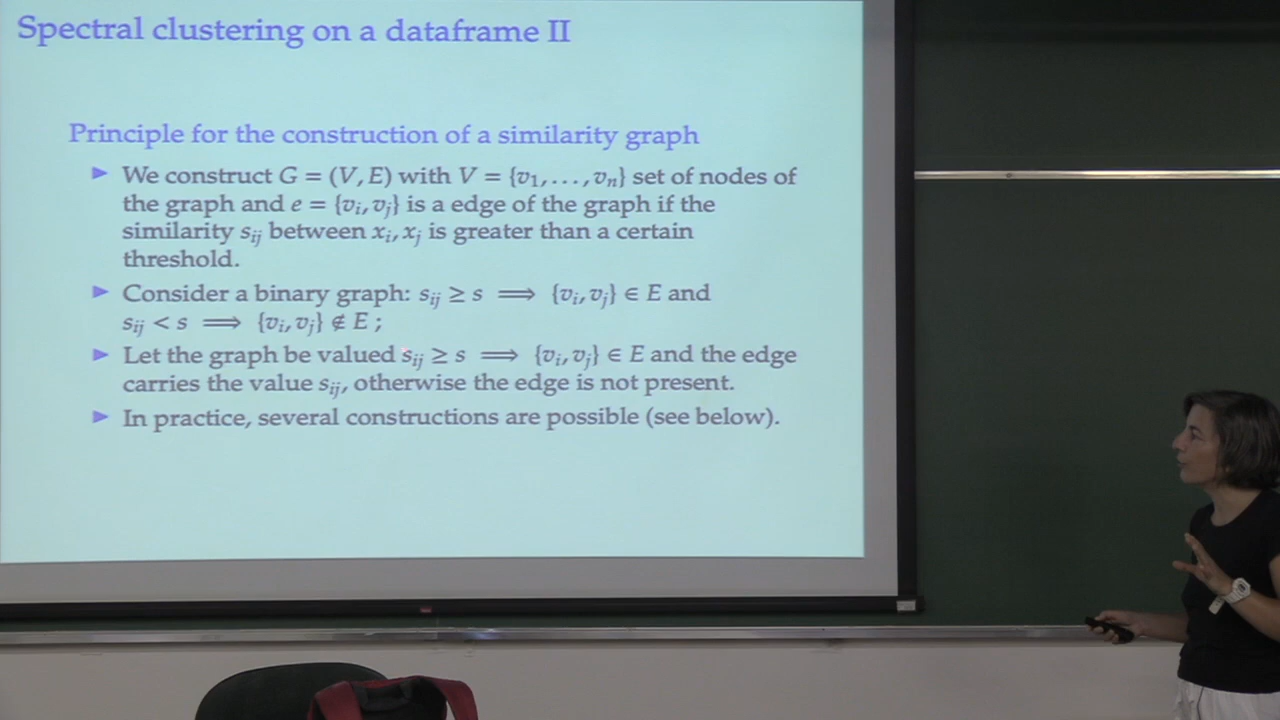 Spectral clustering on a dataframe II
Principle for the construction of a similarity graph
▶ We construct G = (V, E) with V = {v₁, . . . , vₙ} set of nodes of
the graph and e = {vᵢ, vⱼ} is a edge of the graph if the
similarity sᵢⱼ between xᵢ, xⱼ is greater than a certain
threshold.
▶ Consider a binary graph: sᵢⱼ ≥ s ⟹ {vᵢ, vⱼ} ∈ E and
sᵢⱼ < s ⟹ {vᵢ, vⱼ} ∉ E ;
▶ Let the graph be valued sᵢⱼ ≥ s ⟹ {vᵢ, vⱼ} ∈ E and the edge
carries the value sᵢⱼ, otherwise the edge is not present.
▶ In practice, several constructions are possible (see below).